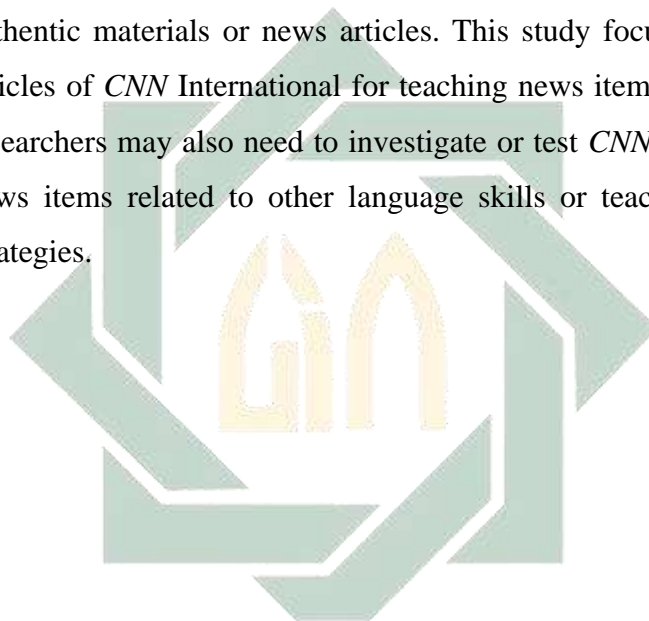 thentic materials or news articles. This study focu
icles of CNN International for teaching news item
earchers may also need to investigate or test CNN
ws items related to other language skills or teac
ategies.